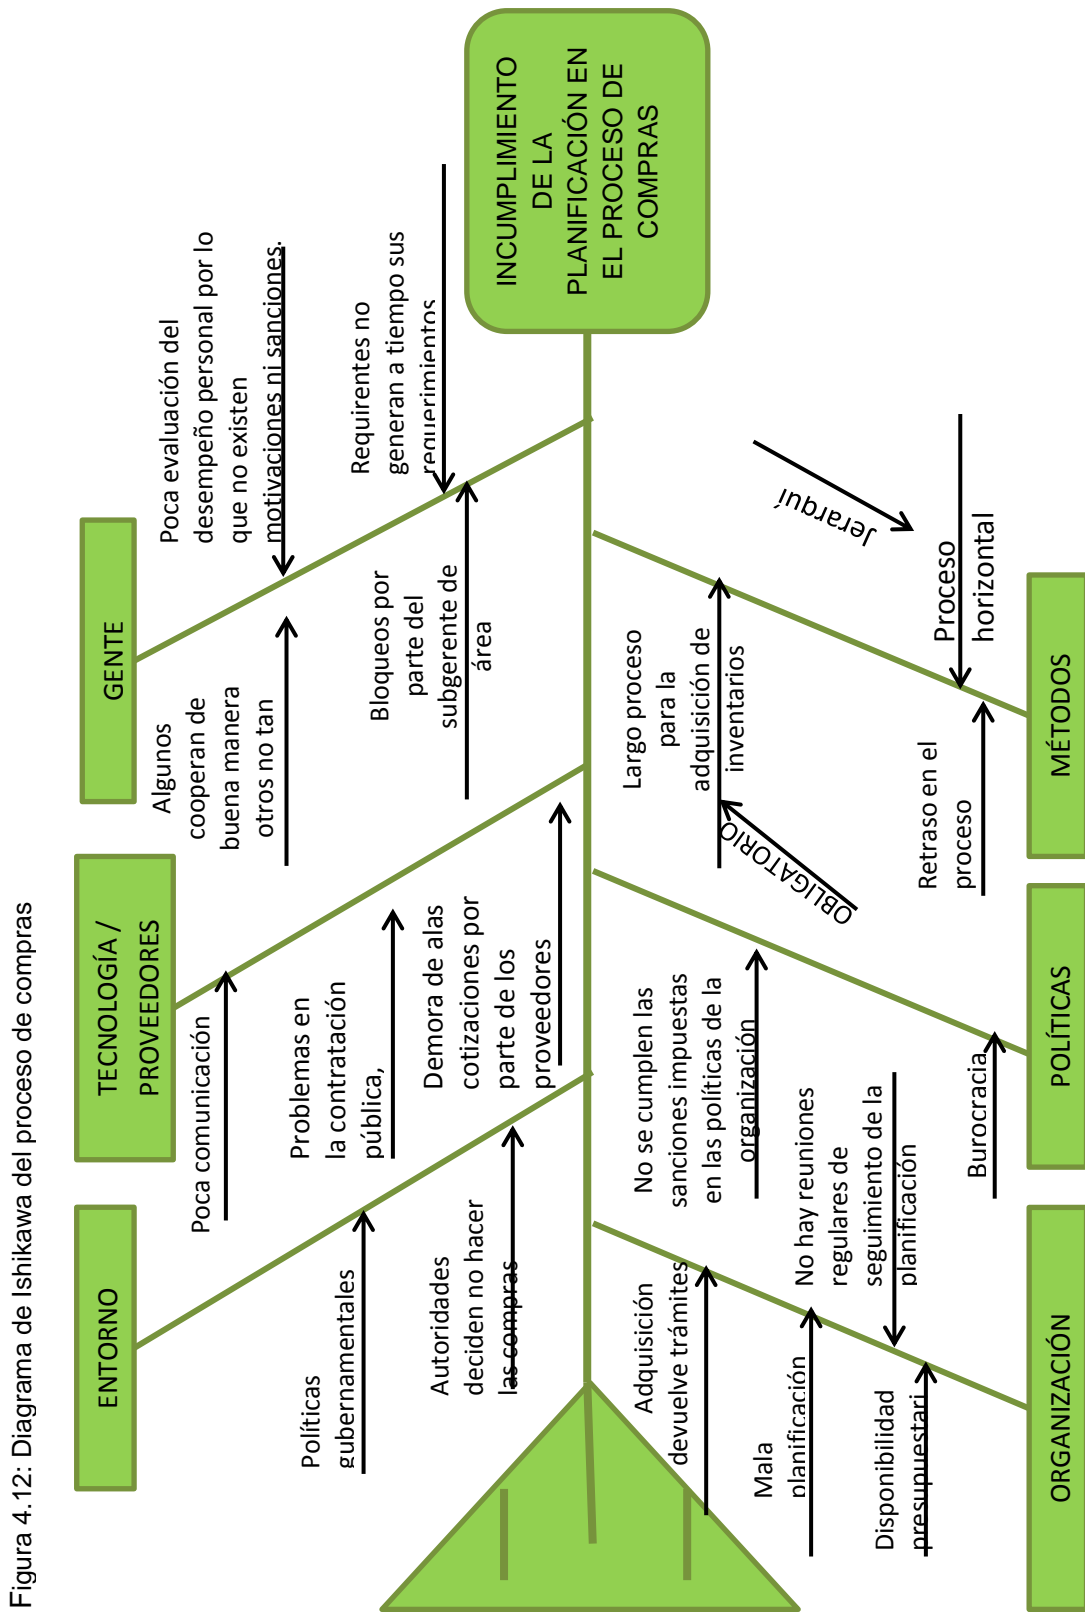 Figura 4.12: Diagrama de Ishikawa del proceso de compras
ENTORNO
TECNOLOGÍA /
PROVEEDORES
GENTE
Políticas
gubernamentales
Autoridades
deciden no hacer
las compras
Poca comunicación
Problemas en
la contratación
pública,
Demora de alas
cotizaciones por
parte de los
proveedores
Algunos
cooperan de
buena manera
otros no tan
Bloqueos por
parte del
subgerente de
área
Poca evaluación del
desempeño personal por lo
que no existen
motivaciones ni sanciones.
Requirentes no
generan a tiempo sus
requerimientos
INCUMPLIMIENTO
DE LA
PLANIFICACIÓN EN
EL PROCESO DE
COMPRAS
Adquisición
devuelve trámites
Mala
planificación
Disponibilidad
presupuestari
No hay reuniones
regulares de
seguimiento de la
planificación
No se cumplen las
sanciones impuestas
en las políticas de la
organización
Burocracia
Largo proceso
para la
adquisición de
inventarios
OBLIGATORIO
Retraso en el
proceso
Jerarquí
Proceso
horizontal
ORGANIZACIÓN
POLÍTICAS
MÉTODOS